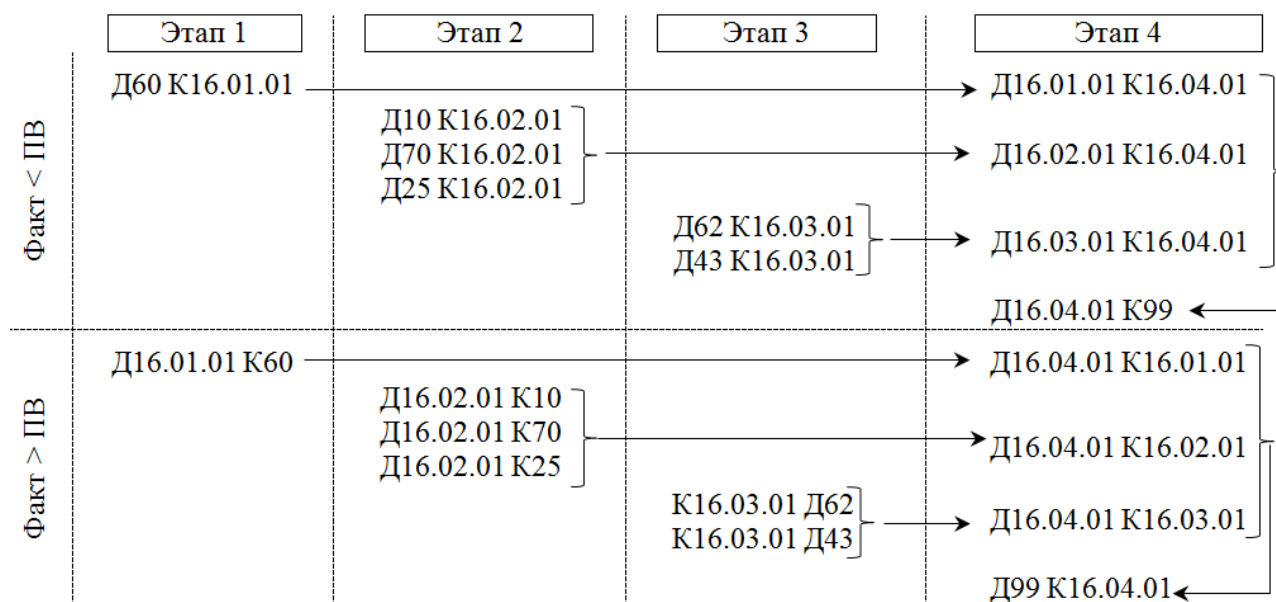 Этап 1
Этап 2
Этап 3
Этап 4
Факт < ПВ
Д60 К16.01.01
Д16.01.01 К16.04.01
Д10 К16.02.01
Д70 К16.02.01
Д25 К16.02.01
Д16.02.01 К16.04.01
Д62 К16.03.01
Д43 К16.03.01
Д16.03.01 К16.04.01
Д16.04.01 К99
Факт > ПВ
Д16.01.01 К60
Д16.04.01 К16.01.01
Д16.02.01 К10
Д16.02.01 К70
Д16.02.01 К25
Д16.04.01 К16.02.01
К16.03.01 Д62
К16.03.01 Д43
Д16.04.01 К16.03.01
Д99 К16.04.01